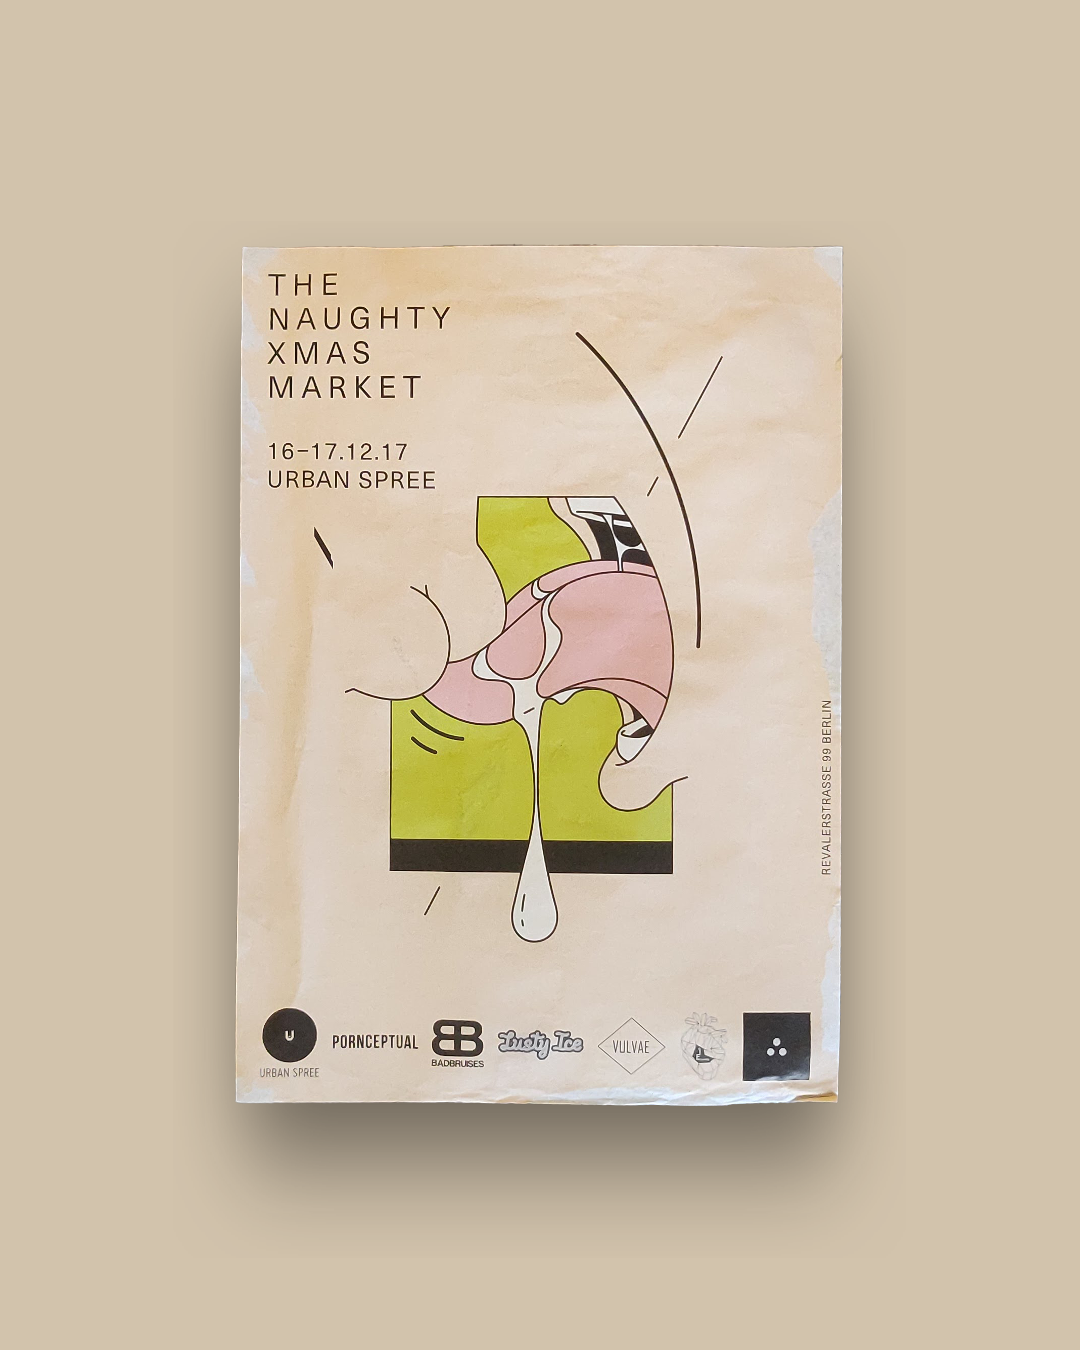 THE
NAUGHTY
XMAS
MARKET
16–17.12.17
URBAN SPREE
REVALERSTRASSE 99 BERLIN
U
URBAN SPREE
PORNCEPTUAL
BB
BADBRUISES
Lusty Ice
VULVAE